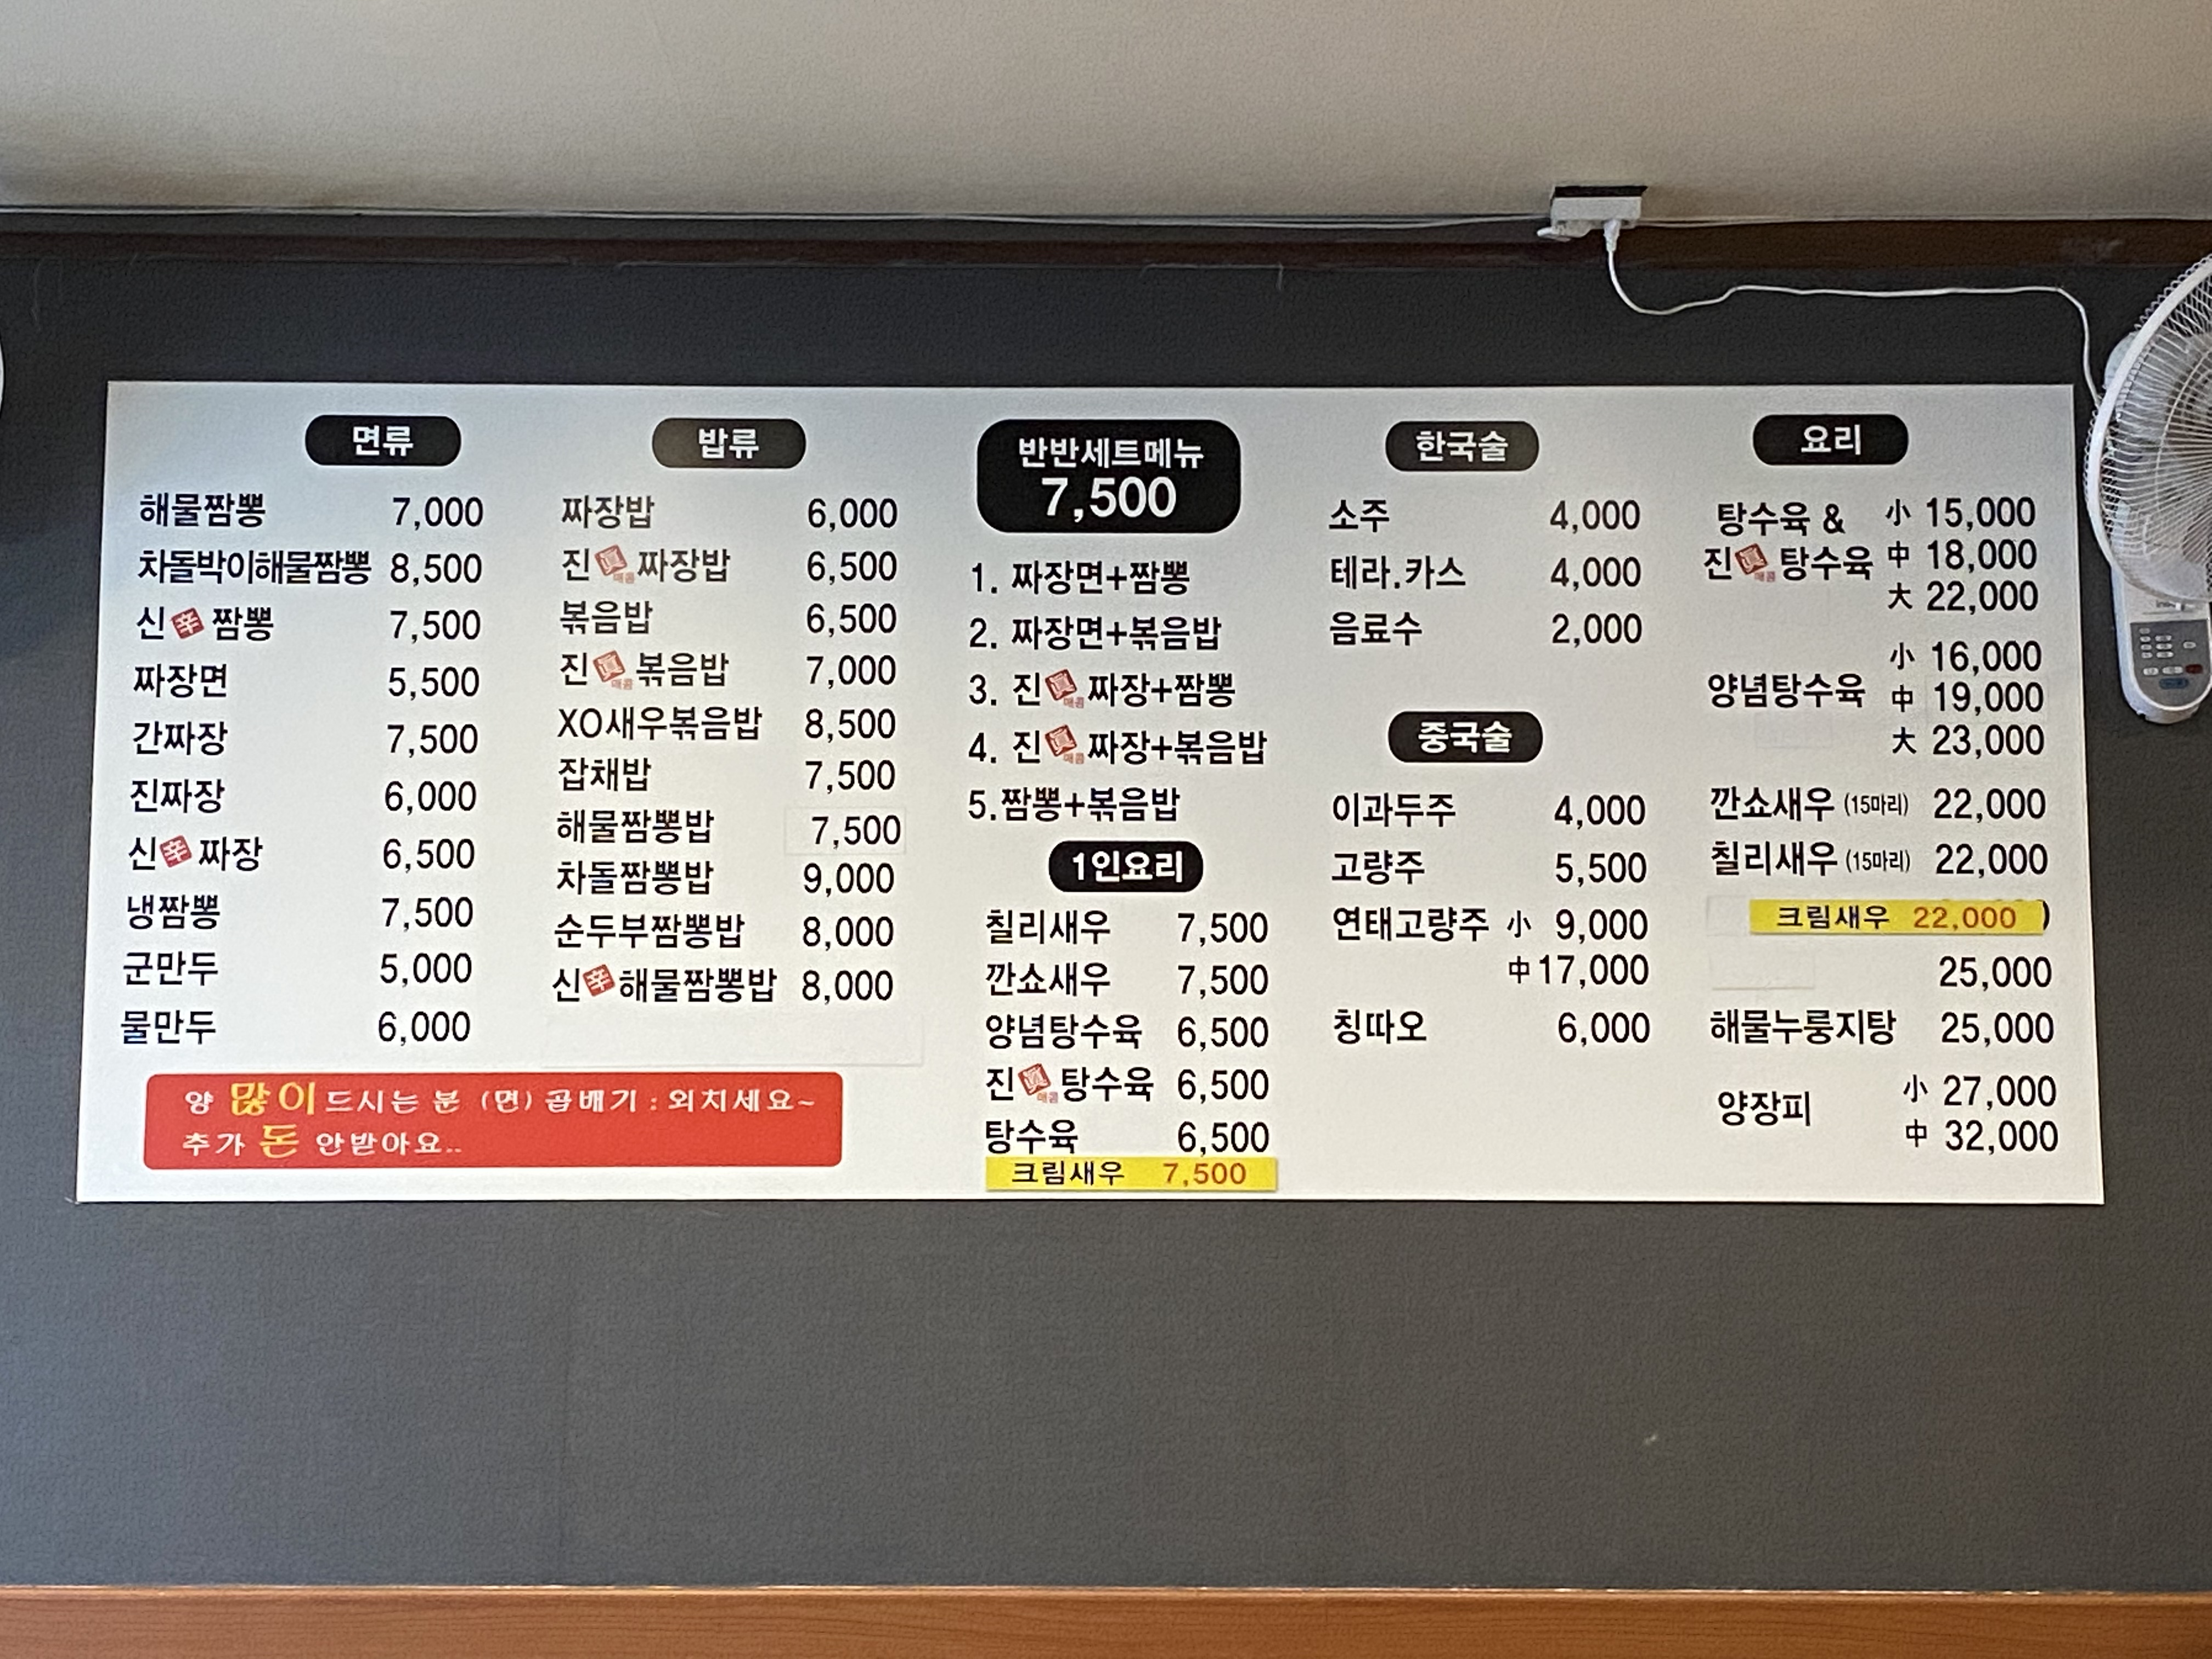 면류
해물짬뽕 7,000
차돌박이해물짬뽕 8,500
신 辛 짬뽕 7,500
짜장면 5,500
간짜장 7,500
진짜장 6,000
신 辛 짜장 6,500
냉짬뽕 7,500
군만두 5,000
물만두 6,000
밥류
짜장밥 6,000
진 眞 매콤 짜장밥 6,500
볶음밥 6,500
진 眞 매콤 볶음밥 7,000
XO새우볶음밥 8,500
잡채밥 7,500
해물짬뽕밥 7,500
차돌짬뽕밥 9,000
순두부짬뽕밥 8,000
신 辛 해물짬뽕밥 8,000
양 많이 드시는 분 (면) 곱배기 : 외치세요~
추가 돈 안받아요..
반반세트메뉴
7,500
1. 짜장면+짬뽕
2. 짜장면+볶음밥
3. 진 眞 매콤 짜장+짬뽕
4. 진 眞 매콤 짜장+볶음밥
5.짬뽕+볶음밥
1인요리
칠리새우 7,500
깐쇼새우 7,500
양념탕수육 6,500
진 眞 매콤 탕수육 6,500
탕수육 6,500
크림새우 7,500
한국술
소주 4,000
테라.카스 4,000
음료수 2,000
중국술
이과두주 4,000
고량주 5,500
연태고량주 小 9,000
中 17,000
칭따오 6,000
요리
탕수육 & 小 15,000
진 眞 매콤 탕수육 中 18,000
大 22,000
小 16,000
양념탕수육 中 19,000
大 23,000
깐쇼새우 (15마리) 22,000
칠리새우 (15마리) 22,000
크림새우 22,000
25,000
해물누룽지탕 25,000
小 27,000
양장피
中 32,000